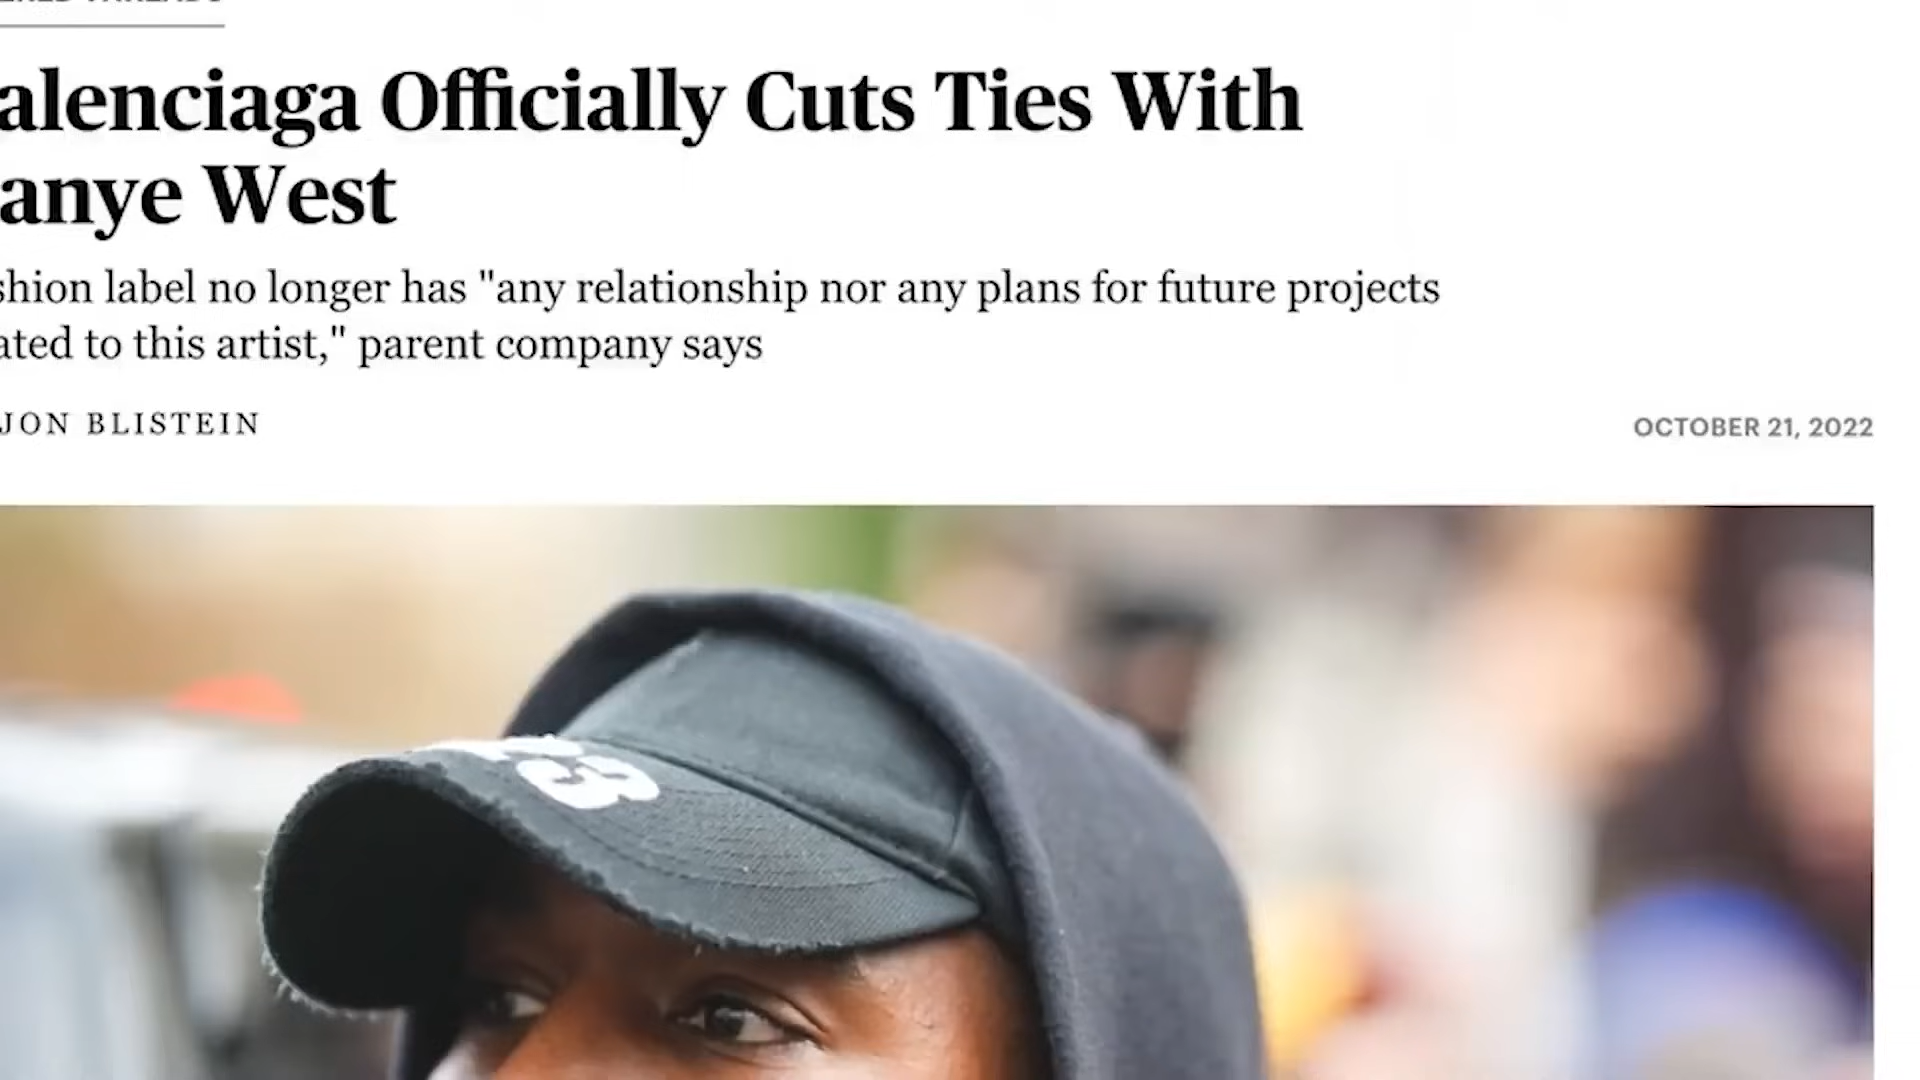 alenciaga Officially Cuts Ties With
anye West
shion label no longer has "any relationship nor any plans for future projects
ated to this artist," parent company says
JON BLISTEIN
OCTOBER 21, 2022